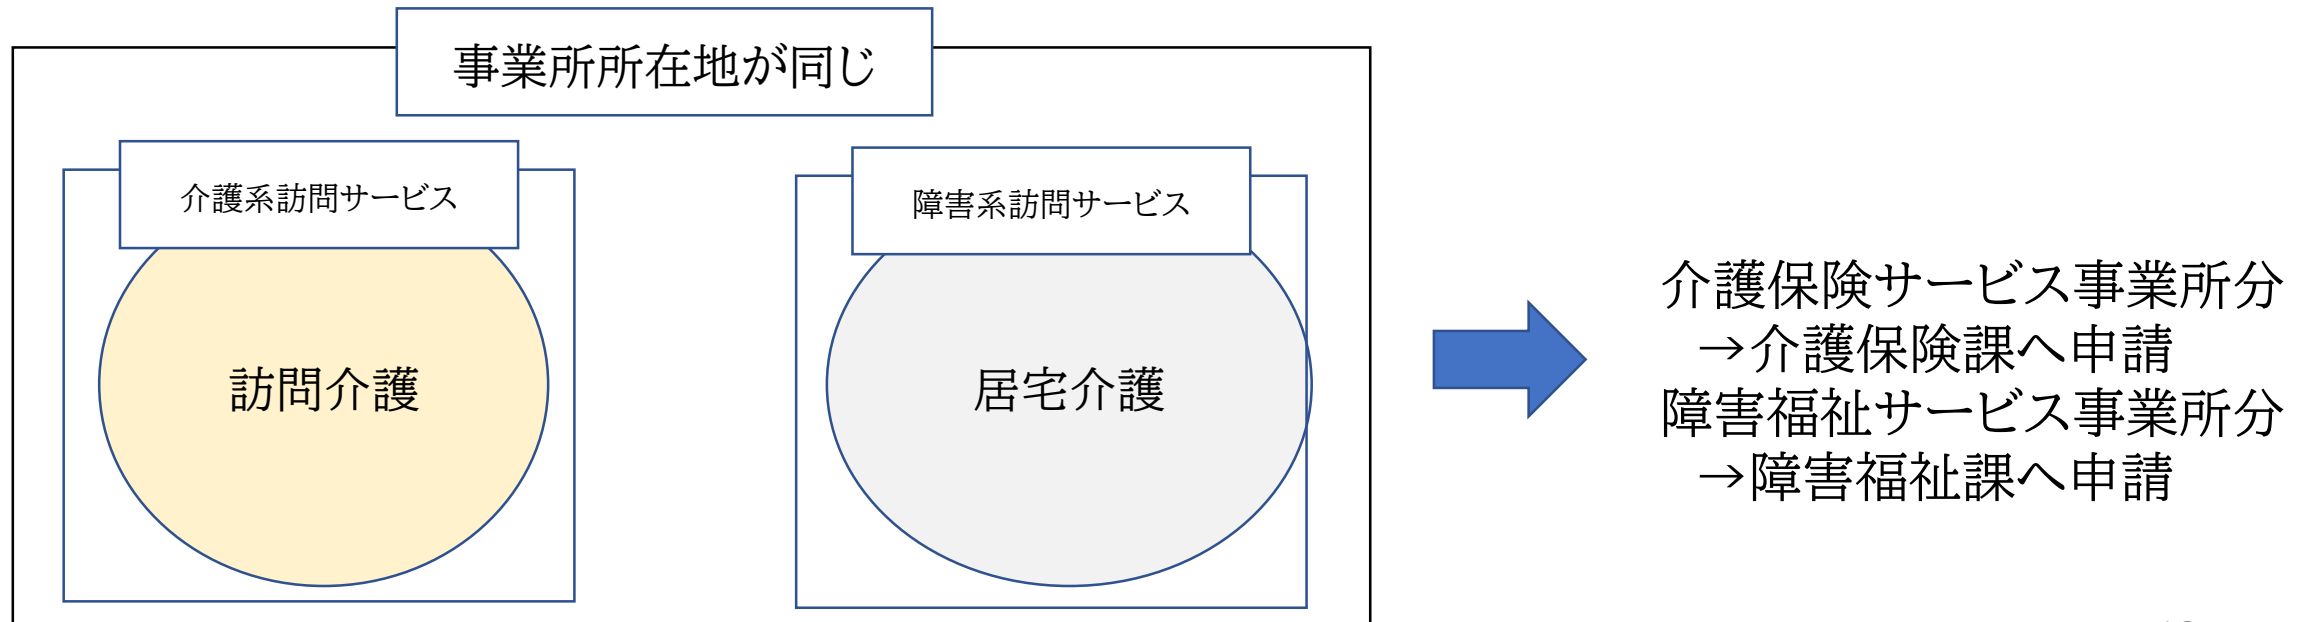 事業所所在地が同じ
介護系訪問サービス
障害系訪問サービス
訪問介護
居宅介護
介護保険サービス事業所分
→介護保険課へ申請
障害福祉サービス事業所分
→障害福祉課へ申請